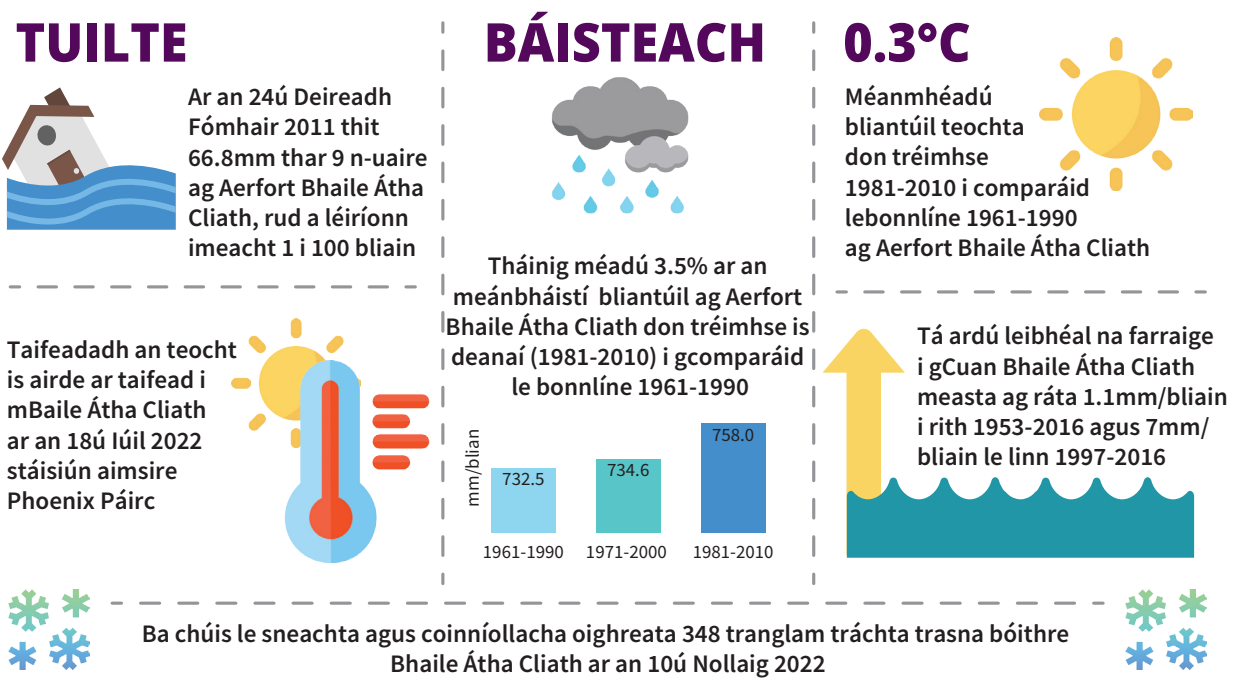 TUILTE
Ar an 24ú Deireadh
Fómhair 2011 thit
66.8mm thar 9 n-uaire
ag Aerfort Bhaile Átha
Cliath, rud a léiríonn
imeacht 1 i 100 bliain
Taifeadadh an teocht
is airde ar taifead i
mBaile Átha Cliath
ar an 18ú Iúil 2022
stáisiún aimsire
Phoenix Páirc
BÁISTEACH
Tháinig méadú 3.5% ar an
meánbháistí bliantúil ag Aerfort
Bhaile Átha Cliath don tréimhse is
deanaí (1981-2010) i gcomparáid
le bonnlíne 1961-1990
mm/blian
732.5
734.6
758.0
1961-1990
1971-2000
1981-2010
0.3°C
Méanmhéadú
bliantúil teochta
don tréimhse
1981-2010 i comparáid
lebonnlíne 1961-1990
ag Aerfort Bhaile Átha Cliath
Tá ardú leibhéal na farraige
i gCuan Bhaile Átha Cliath
measta ag ráta 1.1mm/bliain
i rith 1953-2016 agus 7mm/
bliain le linn 1997-2016
Ba chúis le sneachta agus coinníollacha oighreata 348 tranglam tráchta trasna bóithre
Bhaile Átha Cliath ar an 10ú Nollaig 2022